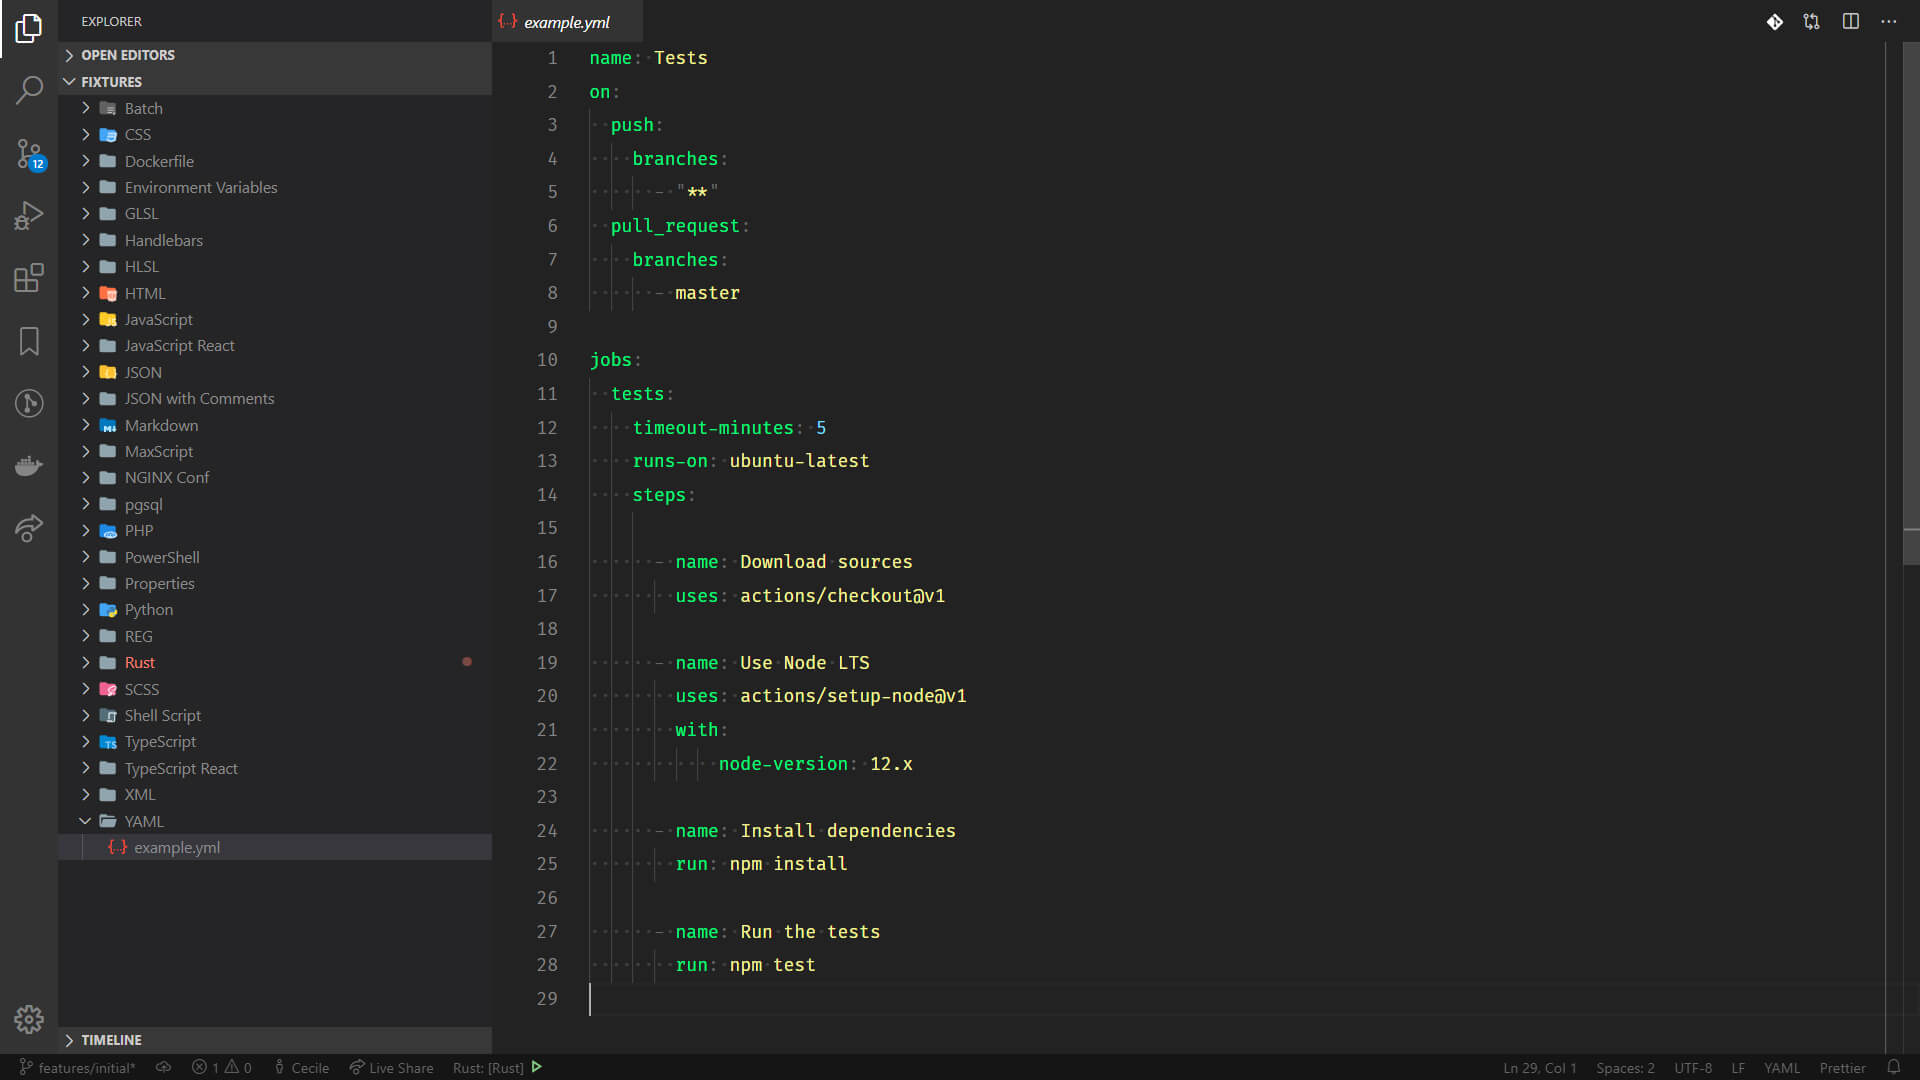 EXPLORER
OPEN EDITORS
FIXTURES
Batch
CSS
Dockerfile
Environment Variables
GLSL
Handlebars
HLSL
HTML
JavaScript
JavaScript React
JSON
JSON with Comments
Markdown
MaxScript
NGINX Conf
pgsql
PHP
PowerShell
Properties
Python
REG
Rust
SCSS
Shell Script
TypeScript
TypeScript React
XML
YAML
{..} example.yml
TIMELINE
12
{..} example.yml
1 name: Tests
2 on:
3   push:
4     branches:
5       - "**"
6   pull_request:
7     branches:
8       - master
9
10 jobs:
11   tests:
12     timeout-minutes: 5
13     runs-on: ubuntu-latest
14     steps:
15
16       - name: Download sources
17         uses: actions/checkout@v1
18
19       - name: Use Node LTS
20         uses: actions/setup-node@v1
21         with:
22             node-version: 12.x
23
24       - name: Install dependencies
25         run: npm install
26
27       - name: Run the tests
28         run: npm test
29
features/initial* 1 0 Cecile Live Share Rust: [Rust] Ln 29, Col 1 Spaces: 2 UTF-8 LF YAML Prettier